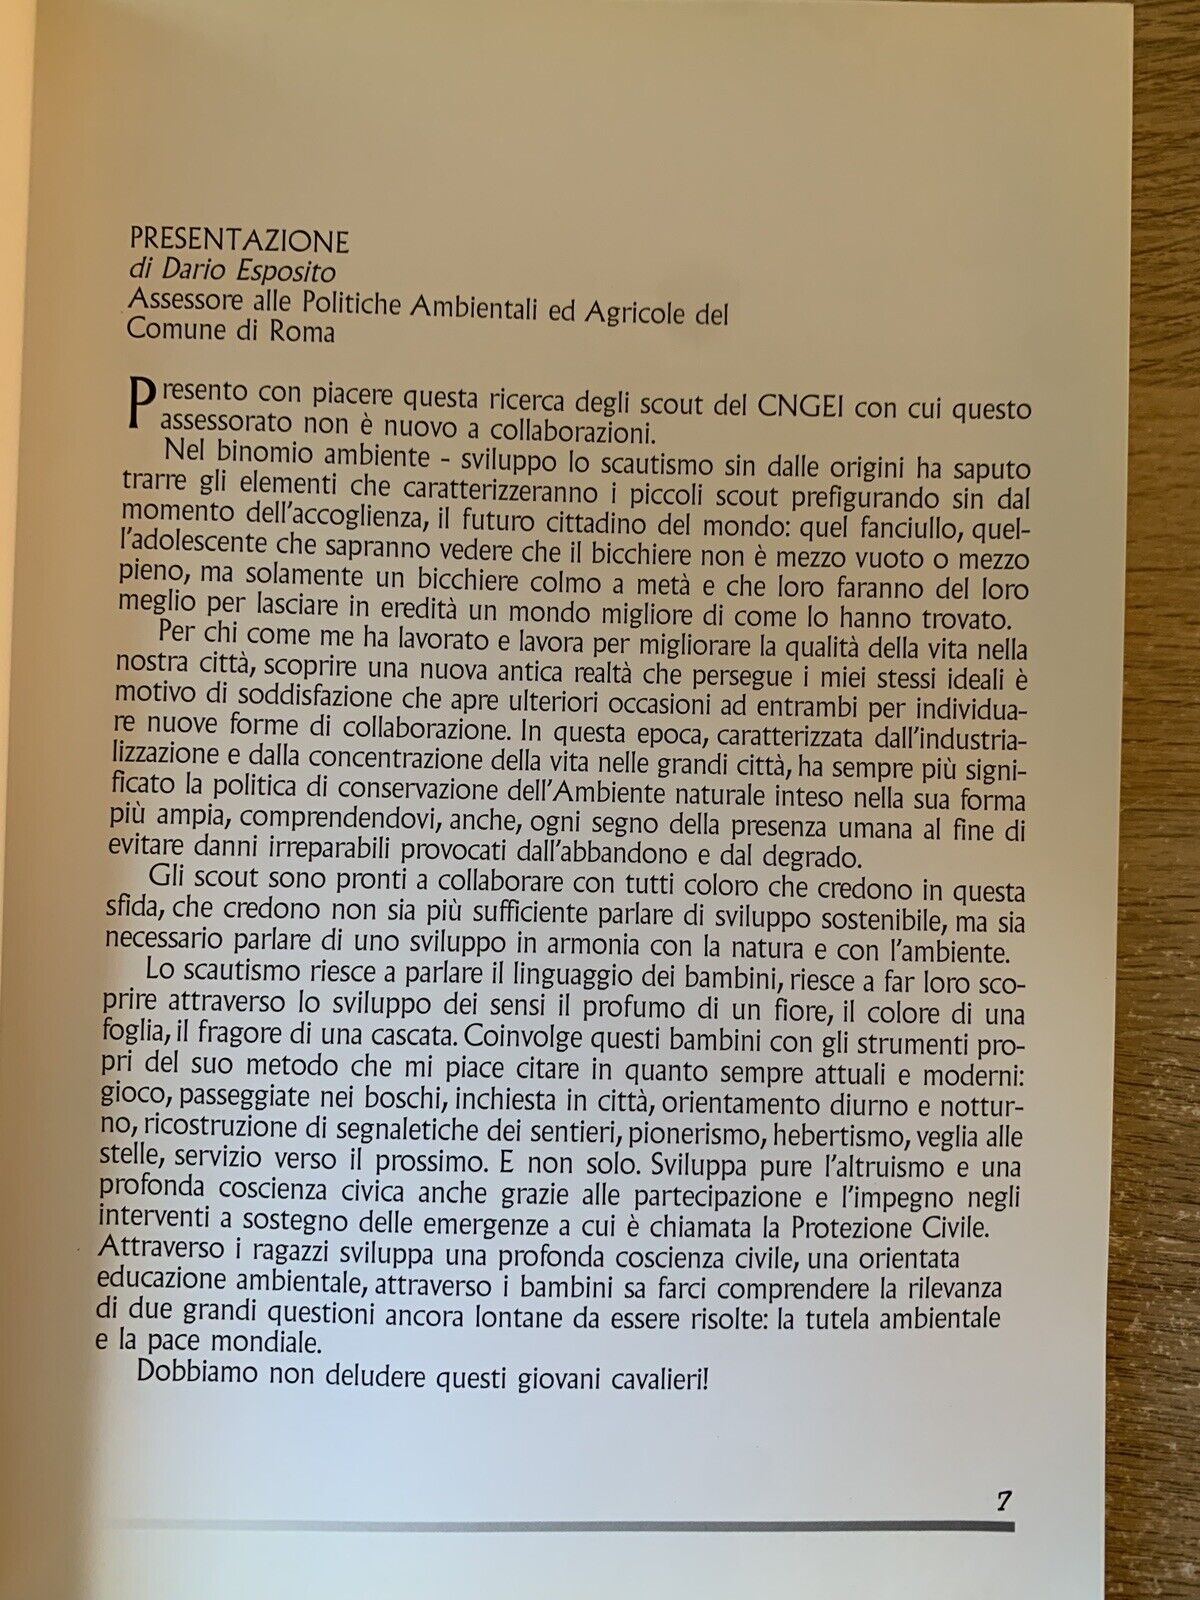 PRESENTAZIONE
di Dario Esposito
Assessore alle Politiche Ambientali ed Agricole del
Comune di Roma
Presento con piacere questa ricerca degli scout del CNGEI con cui questo
assessorato non è nuovo a collaborazioni.
Nel binomio ambiente - sviluppo lo scautismo sin dalle origini ha saputo
trarre gli elementi che caratterizzeranno i piccoli scout prefigurando sin dal
momento dell'accoglienza, il futuro cittadino del mondo: quel fanciullo, quel-
l'adolescente che sapranno vedere che il bicchiere non è mezzo vuoto o mezzo
pieno, ma solamente un bicchiere colmo a metà e che loro faranno del loro
meglio per lasciare in eredità un mondo migliore di come lo hanno trovato.
Per chi come me ha lavorato e lavora per migliorare la qualità della vita nella
nostra città, scoprire una nuova antica realtà che persegue i miei stessi ideali è
motivo di soddisfazione che apre ulteriori occasioni ad entrambi per individua-
re nuove forme di collaborazione. In questa epoca, caratterizzata dall'industria-
lizzazione e dalla concentrazione della vita nelle grandi città, ha sempre più signi-
ficato la politica di conservazione dell'Ambiente naturale inteso nella sua forma
più ampia, comprendendovi, anche, ogni segno della presenza umana al fine di
evitare danni irreparabili provocati dall'abbandono e dal degrado.
Gli scout sono pronti a collaborare con tutti coloro che credono in questa
sfida, che credono non sia più sufficiente parlare di sviluppo sostenibile, ma sia
necessario parlare di uno sviluppo in armonia con la natura e con l'ambiente.
Lo scautismo riesce a parlare il linguaggio dei bambini, riesce a far loro sco-
prire attraverso lo sviluppo dei sensi il profumo di un fiore, il colore di una
foglia, il fragore di una cascata. Coinvolge questi bambini con gli strumenti pro-
pri del suo metodo che mi piace citare in quanto sempre attuali e moderni:
gioco, passeggiate nei boschi, inchiesta in città, orientamento diurno e nottur-
no, ricostruzione di segnaletiche dei sentieri, pionerismo, hebertismo, veglia alle
stelle, servizio verso il prossimo. E non solo. Sviluppa pure l'altruismo e una
profonda coscienza civica anche grazie alle partecipazione e l'impegno negli
interventi a sostegno delle emergenze a cui è chiamata la Protezione Civile.
Attraverso i ragazzi sviluppa una profonda coscienza civile, una orientata
educazione ambientale, attraverso i bambini sa farci comprendere la rilevanza
di due grandi questioni ancora lontane da essere risolte: la tutela ambientale
e la pace mondiale.
Dobbiamo non deludere questi giovani cavalieri!
7